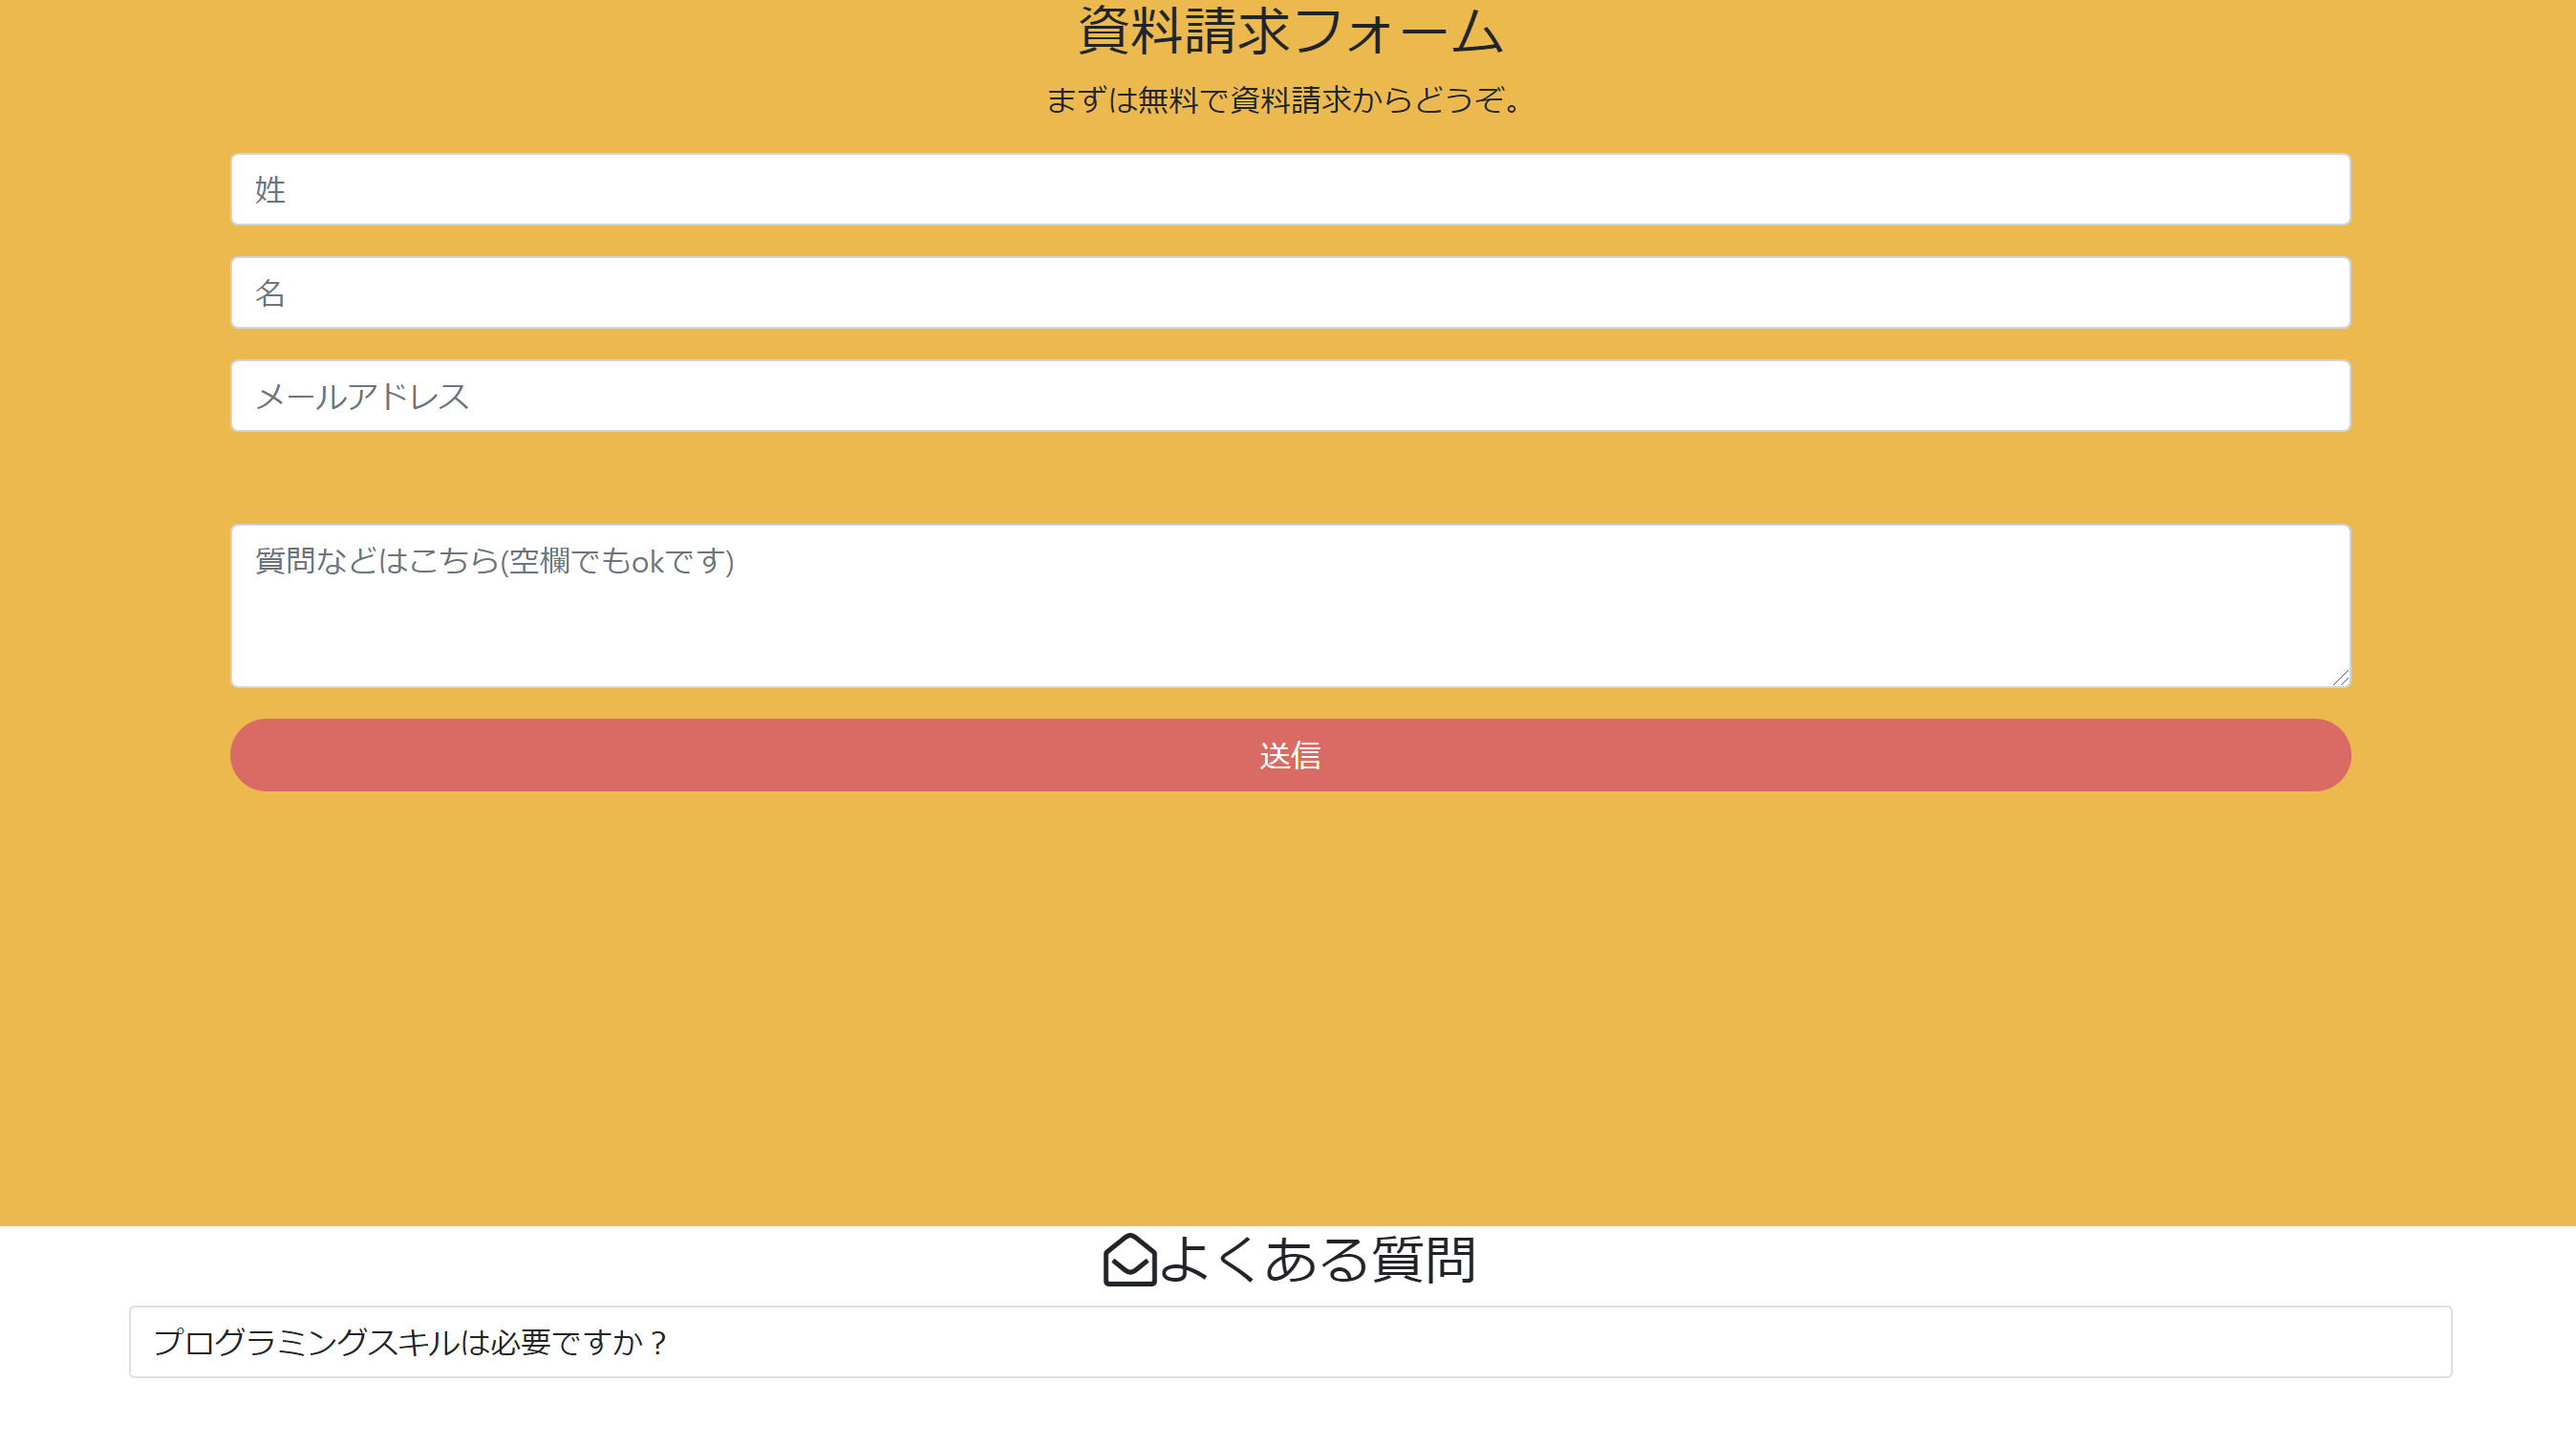 資料請求フォーム
まずは無料で資料請求からどうぞ。
姓
名
メールアドレス
質問などはこちら(空欄でもokです)
送信
よくある質問
プログラミングスキルは必要ですか？